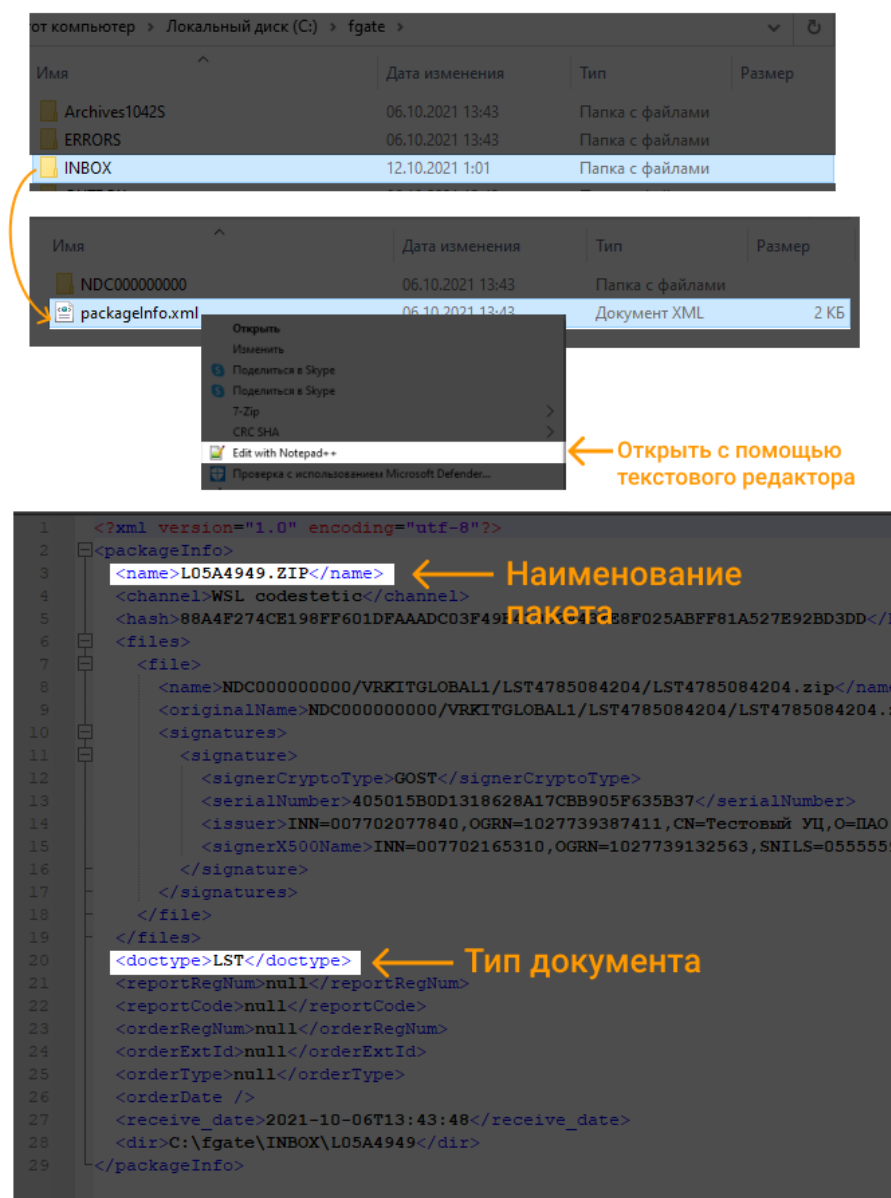 от компьютер > Локальный диск (C:) > fgate >
Имя Дата изменения Тип Размер
Archives1042S 06.10.2021 13:43 Папка с файлами
ERRORS 06.10.2021 13:43 Папка с файлами
INBOX 12.10.2021 1:01 Папка с файлами
Имя Дата изменения Тип Размер
NDC000000000 06.10.2021 13:43 Папка с файлами
packageInfo.xml 06.10.2021 13:43 Документ XML 2 КБ
Открыть
Изменить
Поделиться в Skype
Поделиться в Skype
7-Zip
CRC SHA
Edit with Notepad++
Проверка с использованием Microsoft Defender...
Открыть с помощью
текстового редактора
1 <?xml version="1.0" encoding="utf-8"?>
2 <packageInfo>
3 <name>L05A4949.ZIP</name>
Наименование
пакета
4 <channel>WSL codestetic</channel>
5 <hash>88A4F274CE198FF601DFAAADC03F49 8F025ABFF81A527E92BD3DD</
6 <files>
7 <file>
8 <name>NDC000000000/VRKITGLOBAL1/LST4785084204/LST4785084204.zip</nam
9 <originalName>NDC000000000/VRKITGLOBAL1/LST4785084204/LST4785084204.
10 <signatures>
11 <signature>
12 <signerCryptoType>GOST</signerCryptoType>
13 <serialNumber>405015B0D1318628A17CBB905F635B37</serialNumber>
14 <issuer>INN=007702077840,OGRN=1027739387411,CN=Тестовый УЦ,O=ПАО
15 <signerX500Name>INN=007702165310,OGRN=1027739132563,SNILS=055555
16 </signature>
17 </signatures>
18 </file>
19 </files>
20 <doctype>LST</doctype>
Тип документа
21 <reportRegNum>null</reportRegNum>
22 <reportCode>null</reportCode>
23 <orderRegNum>null</orderRegNum>
24 <orderExtId>null</orderExtId>
25 <orderType>null</orderType>
26 <orderDate />
27 <receive_date>2021-10-06T13:43:48</receive_date>
28 <dir>C:\fgate\INBOX\L05A4949</dir>
29 </packageInfo>